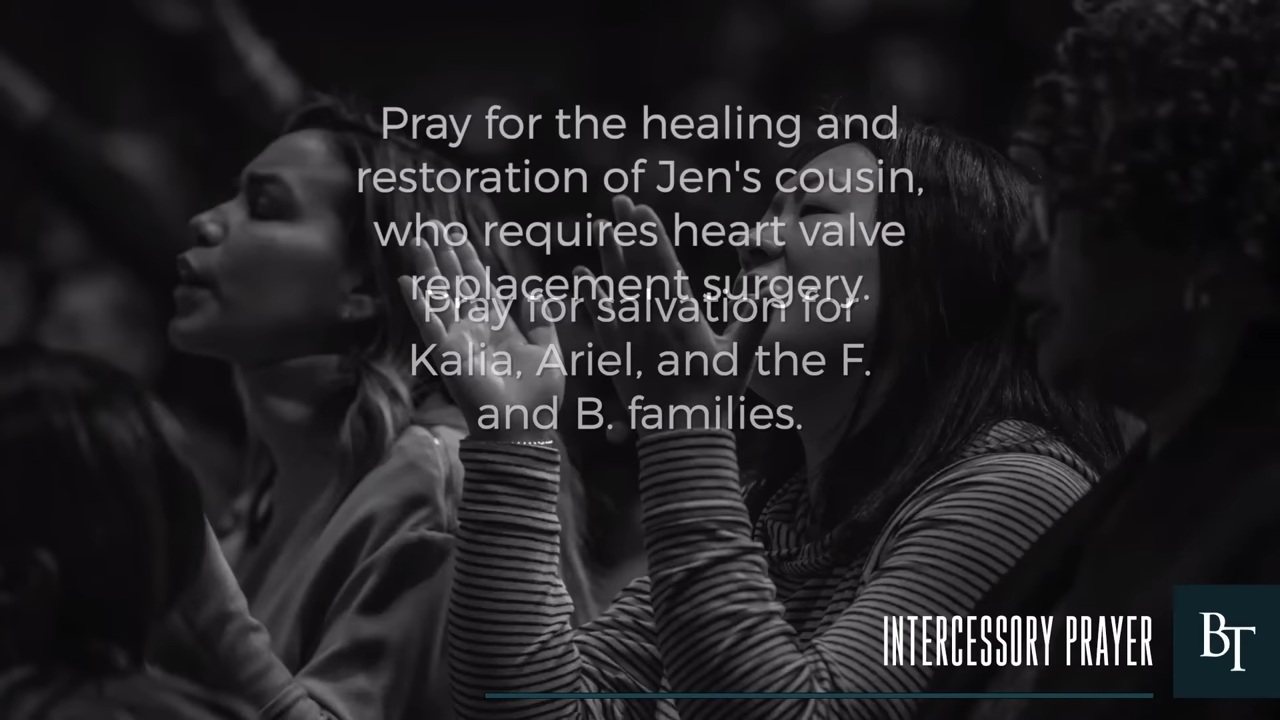 Pray for the healing and
restoration of Jen's cousin,
who requires heart valve
replacement surgery.
Pray for salvation for
Kalia, Ariel, and the F.
and B. families.
INTERCESSORY PRAYER
BT